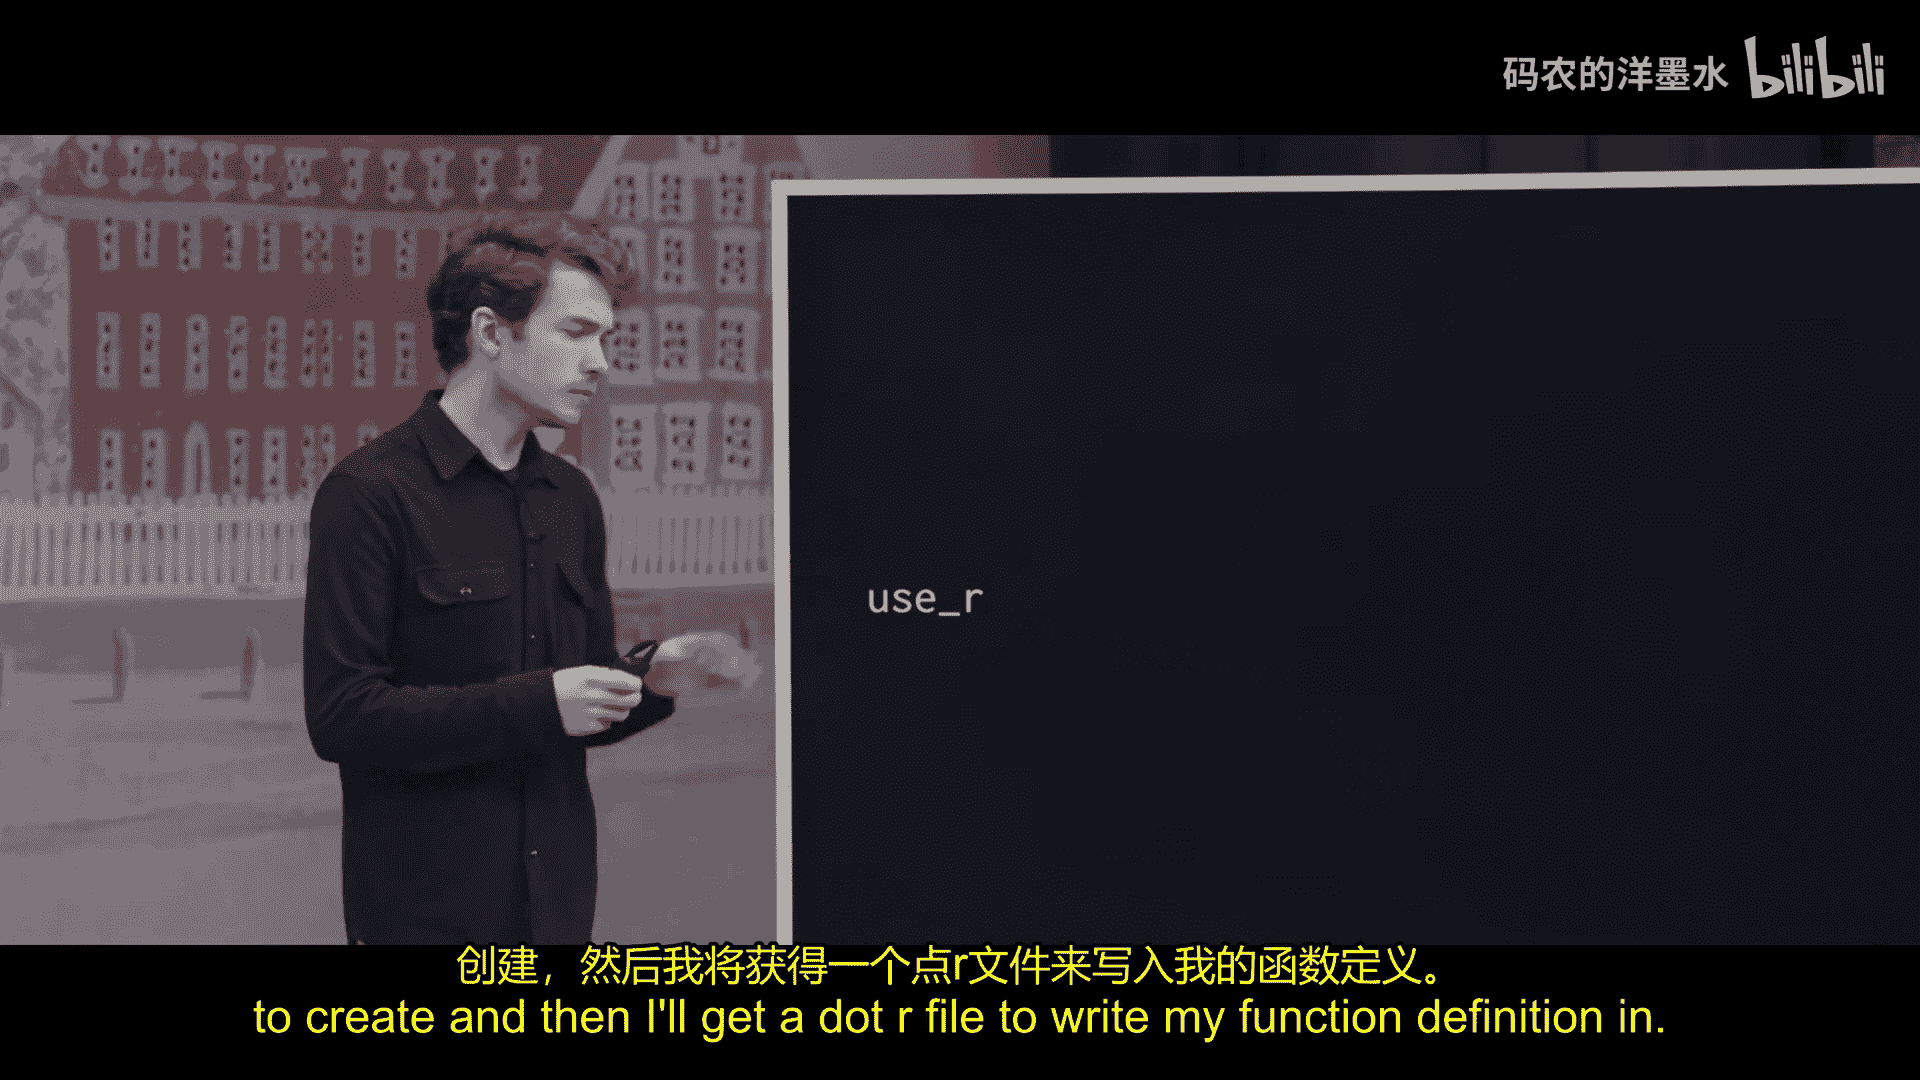 码农的洋墨水 bilibili
use_r
创建，然后我将获得一个点r文件来写入我的函数定义。
to create and then I'll get a dot r file to write my function definition in.